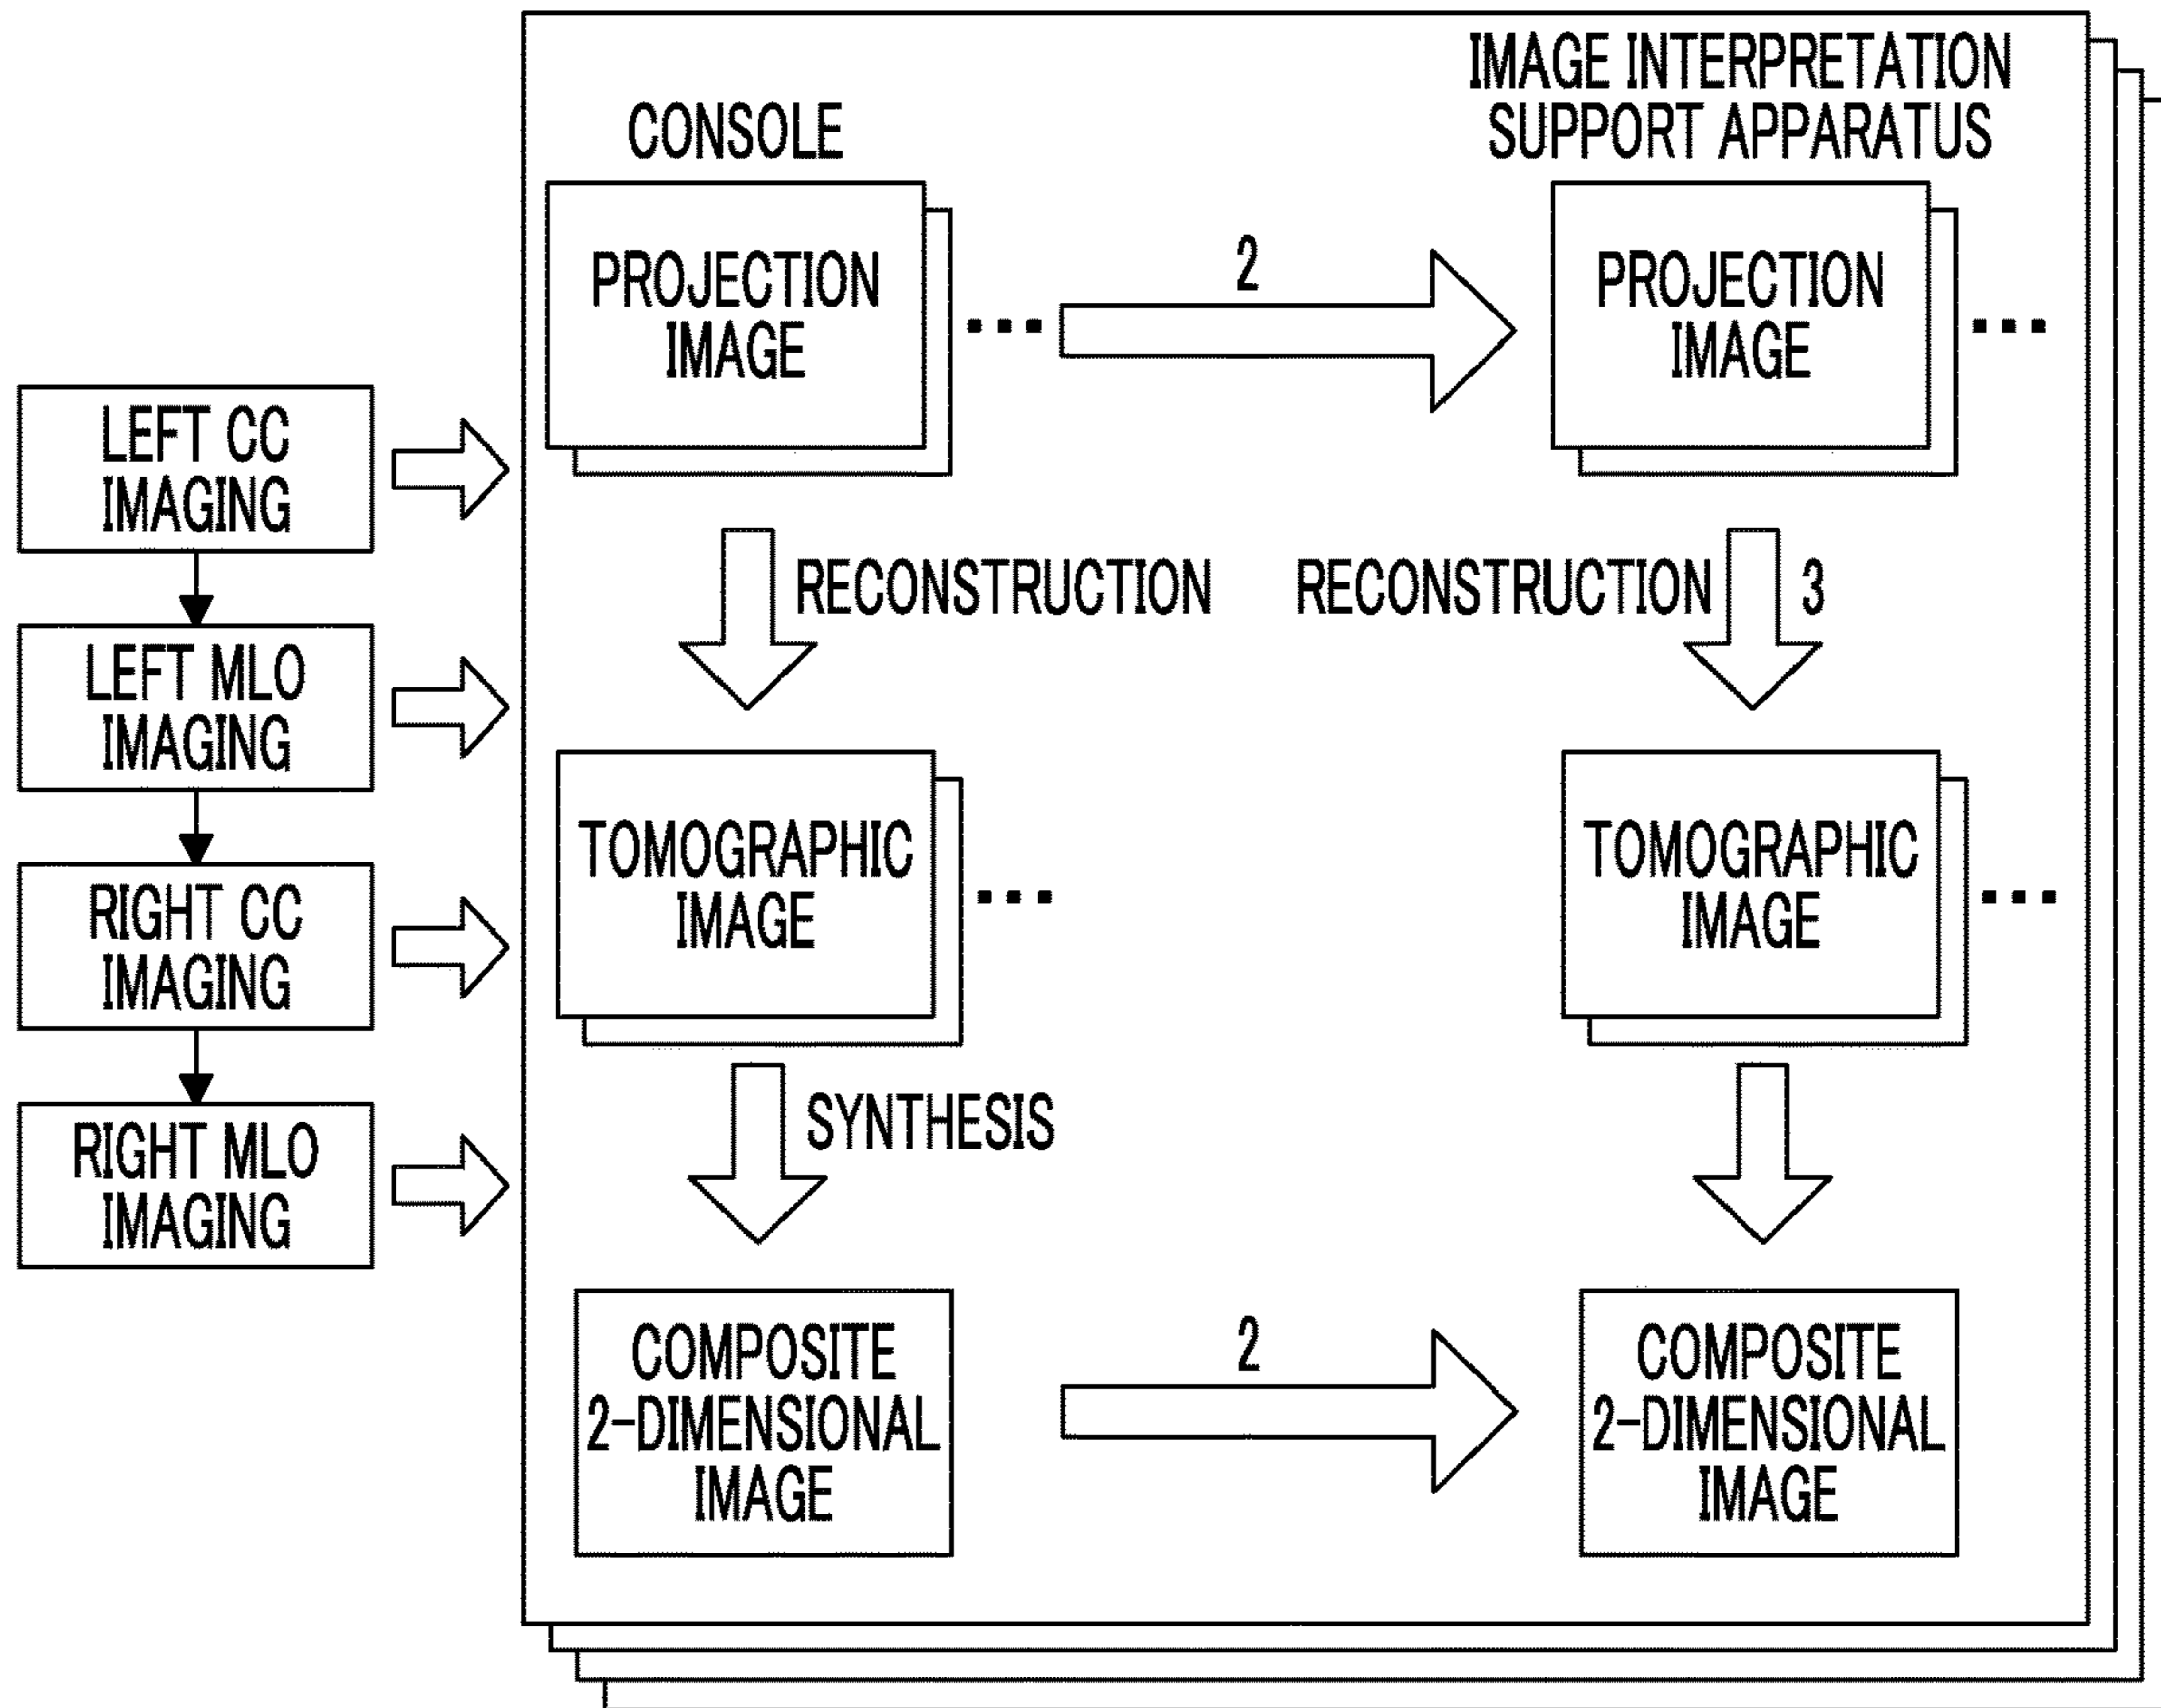 CONSOLE
IMAGE INTERPRETATION
SUPPORT APPARATUS
PROJECTION
IMAGE
...
2
PROJECTION
IMAGE
...
LEFT CC
IMAGING
LEFT MLO
IMAGING
RIGHT CC
IMAGING
RIGHT MLO
IMAGING
RECONSTRUCTION
RECONSTRUCTION
3
TOMOGRAPHIC
IMAGE
...
TOMOGRAPHIC
IMAGE
...
SYNTHESIS
COMPOSITE
2-DIMENSIONAL
IMAGE
2
COMPOSITE
2-DIMENSIONAL
IMAGE